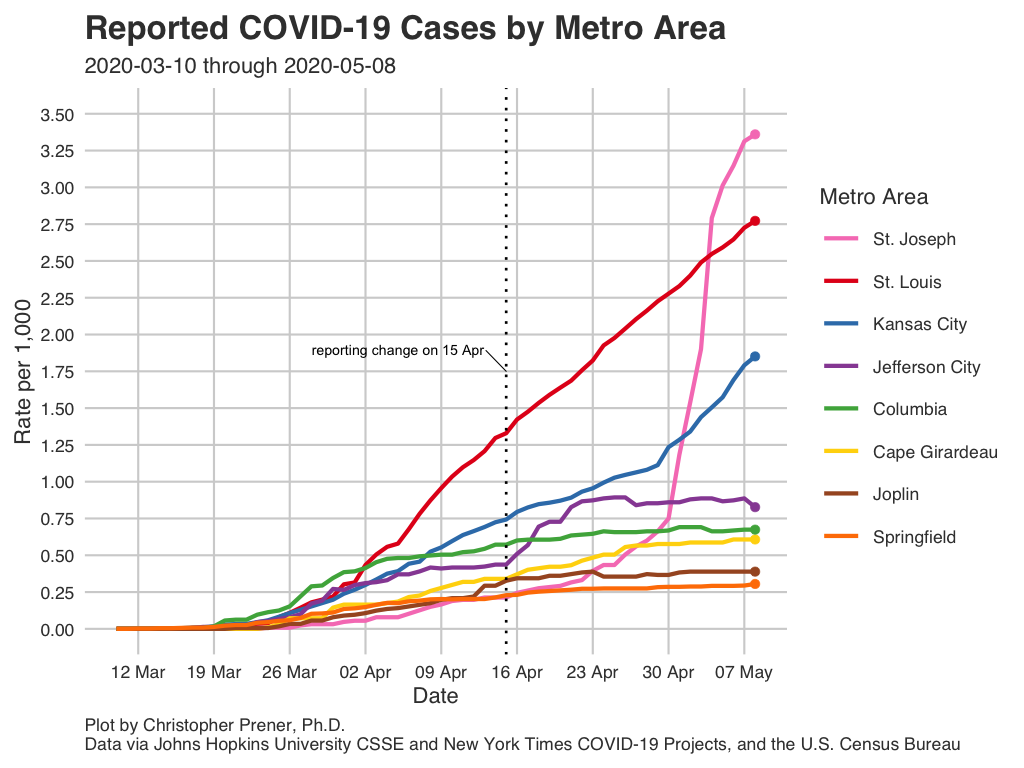 Reported COVID-19 Cases by Metro Area
2020-03-10 through 2020-05-08
3.50
3.25
3.00
2.75
2.50
2.25
2.00
1.75
1.50
1.25
1.00
0.75
0.50
0.25
0.00
Rate per 1,000
reporting change on 15 Apr
12 Mar 19 Mar 26 Mar 02 Apr 09 Apr 16 Apr 23 Apr 30 Apr 07 May
Date
Metro Area
St. Joseph
St. Louis
Kansas City
Jefferson City
Columbia
Cape Girardeau
Joplin
Springfield
Plot by Christopher Prener, Ph.D.
Data via Johns Hopkins University CSSE and New York Times COVID-19 Projects, and the U.S. Census Bureau